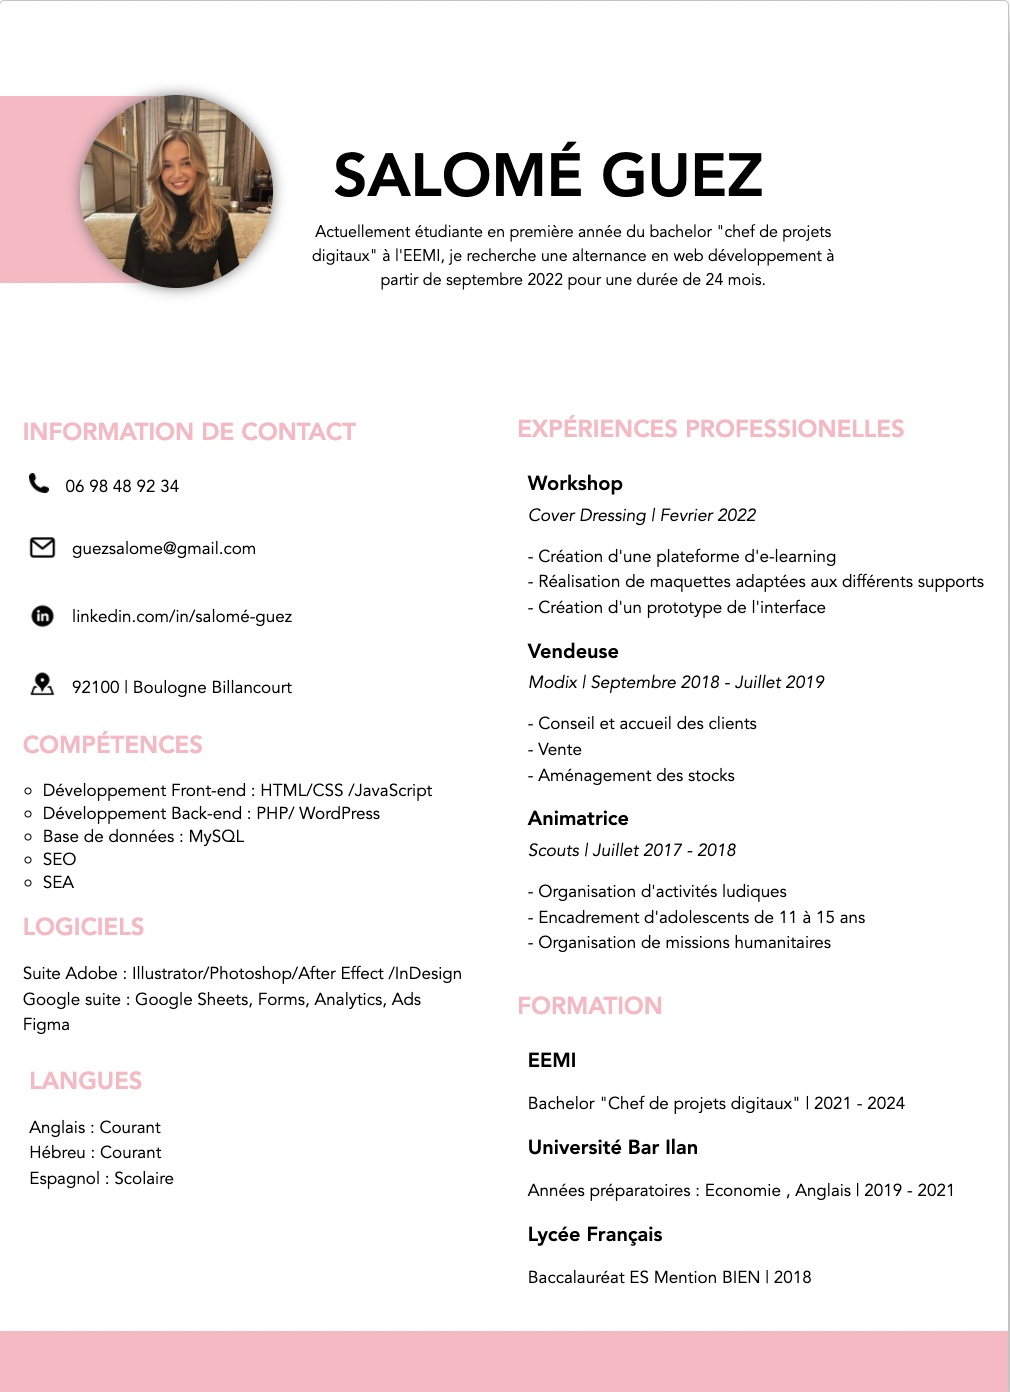 SALOMÉ GUEZ
Actuellement étudiante en première année du bachelor "chef de projets
digitaux" à l'EEMI, je recherche une alternance en web développement à
partir de septembre 2022 pour une durée de 24 mois.
INFORMATION DE CONTACT
06 98 48 92 34
guezsalome@gmail.com
linkedin.com/in/salomé-guez
92100 | Boulogne Billancourt
COMPÉTENCES
Développement Front-end : HTML/CSS /JavaScript
Développement Back-end : PHP/ WordPress
Base de données : MySQL
SEO
SEA
LOGICIELS
Suite Adobe : Illustrator/Photoshop/After Effect /InDesign
Google suite : Google Sheets, Forms, Analytics, Ads
Figma
LANGUES
Anglais : Courant
Hébreu : Courant
Espagnol : Scolaire
EXPÉRIENCES PROFESSIONELLES
Workshop
Cover Dressing | Fevrier 2022
- Création d'une plateforme d'e-learning
- Réalisation de maquettes adaptées aux différents supports
- Création d'un prototype de l'interface
Vendeuse
Modix | Septembre 2018 - Juillet 2019
- Conseil et accueil des clients
- Vente
- Aménagement des stocks
Animatrice
Scouts | Juillet 2017 - 2018
- Organisation d'activités ludiques
- Encadrement d'adolescents de 11 à 15 ans
- Organisation de missions humanitaires
FORMATION
EEMI
Bachelor "Chef de projets digitaux" | 2021 - 2024
Université Bar Ilan
Années préparatoires : Economie , Anglais | 2019 - 2021
Lycée Français
Baccalauréat ES Mention BIEN | 2018